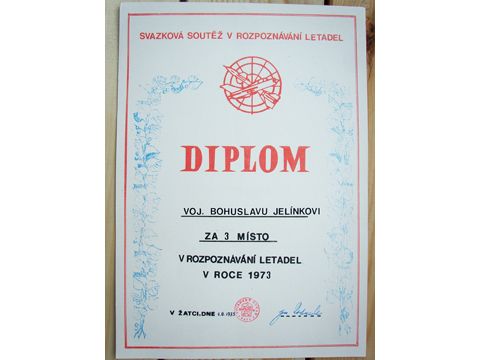 SVAZKOVÁ SOUTĚŽ V ROZPOZNÁVÁNÍ LETADEL
DIPLOM
VOJ. BOHUSLAVU JELÍNKOVI
ZA 3 MÍSTO
V ROZPOZNÁVÁNÍ LETADEL
V ROCE 1973
V ŽATCI, DNE